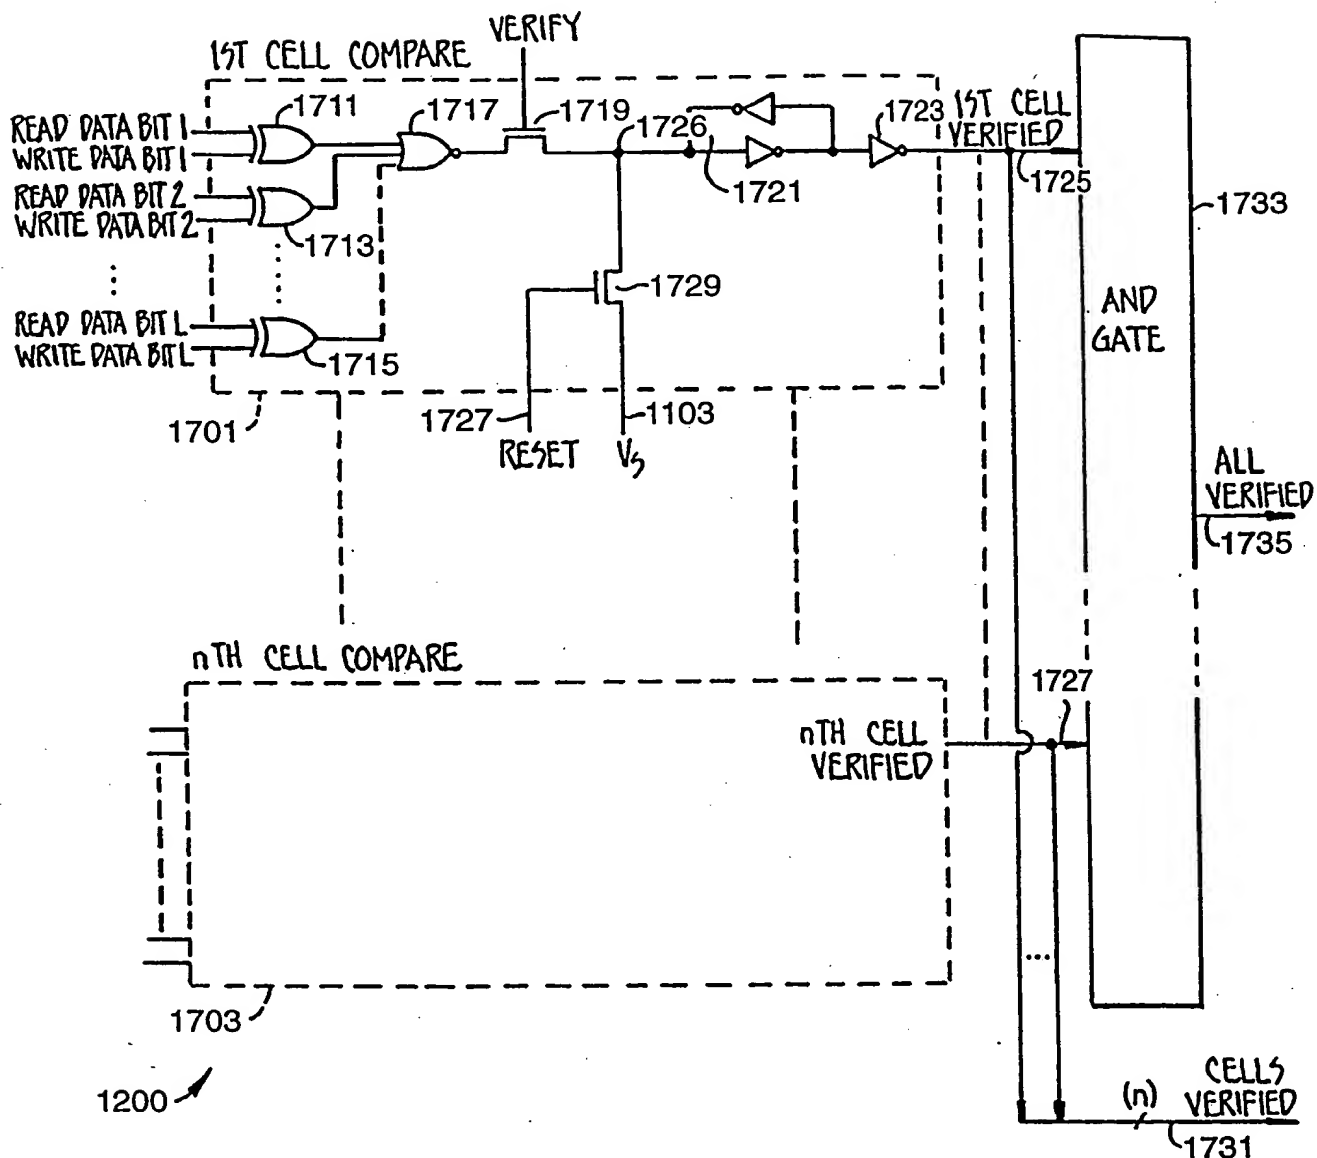 VERIFY
1ST CELL COMPARE
1711
1717
1719
1726
1723
1ST CELL
VERIFIED
READ DATA BIT 1
WRITE DATA BIT 1
READ DATA BIT 2
WRITE DATA BIT 2
1713
1721
1725
1733
1729
AND
GATE
READ DATA BIT L
WRITE DATA BIT L
1715
1701
1727
1103
RESET
VS
ALL
VERIFIED
1735
nTH CELL COMPARE
1727
nTH CELL
VERIFIED
...
1703
1200
(n)
CELLS
VERIFIED
1731